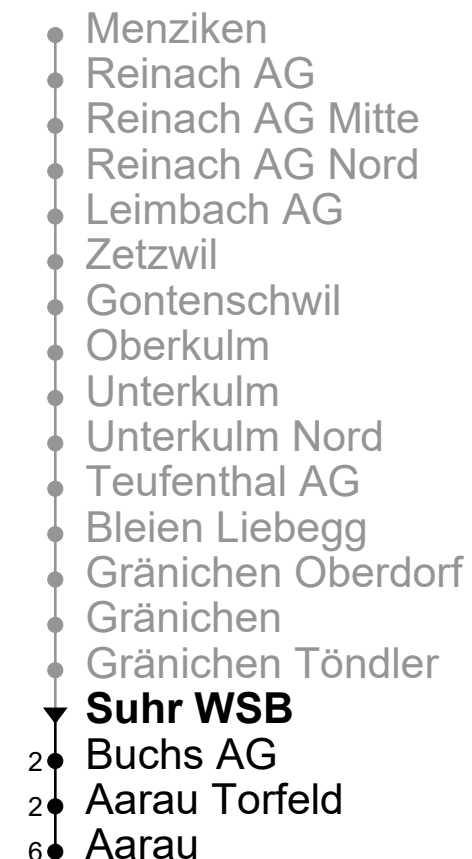 Menziken
Reinach AG
Reinach AG Mitte
Reinach AG Nord
Leimbach AG
Zetzwil
Gontenschwil
Oberkulm
Unterkulm
Unterkulm Nord
Teufenthal AG
Bleien Liebegg
Gränichen Oberdorf
Gränichen
Gränichen Töndler
Suhr WSB
2 Buchs AG
2 Aarau Torfeld
6 Aarau